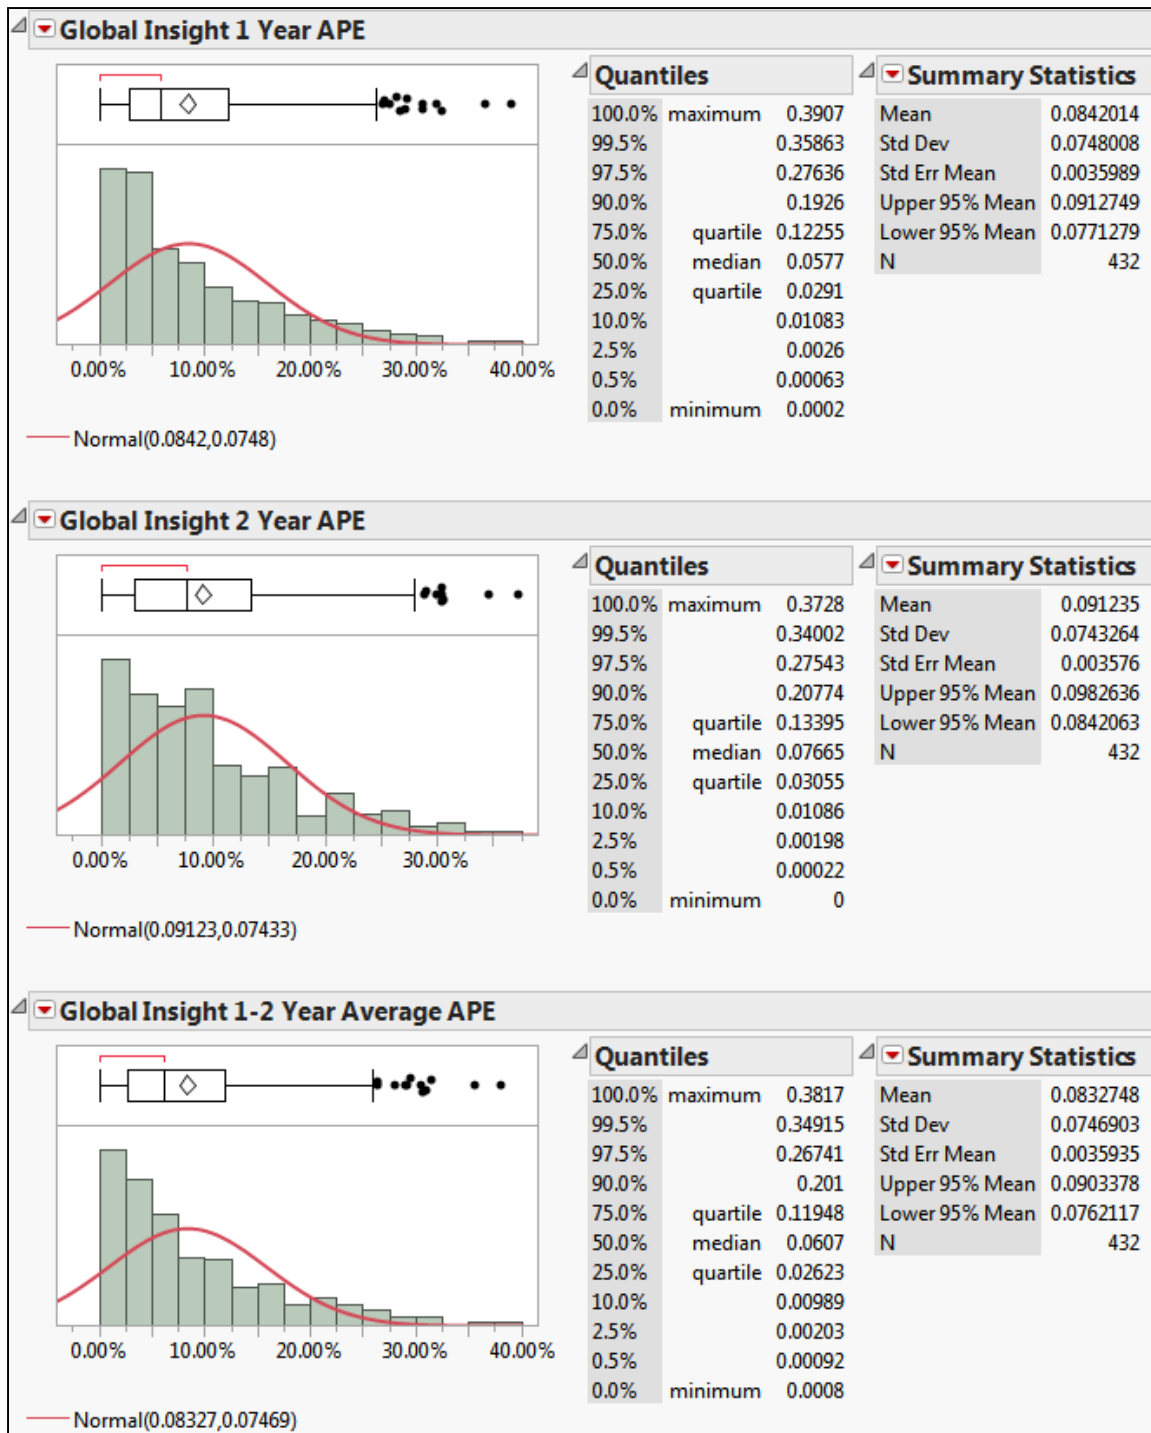 Global Insight 1 Year APE
Quantiles
100.0% maximum 0.3907
99.5% 0.35863
97.5% 0.27636
90.0% 0.1926
75.0% quartile 0.12255
50.0% median 0.0577
25.0% quartile 0.0291
10.0% 0.01083
2.5% 0.0026
0.5% 0.00063
0.0% minimum 0.0002
Summary Statistics
Mean 0.0842014
Std Dev 0.0748008
Std Err Mean 0.0035989
Upper 95% Mean 0.0912749
Lower 95% Mean 0.0771279
N 432
0.00% 10.00% 20.00% 30.00% 40.00%
Normal(0.0842,0.0748)
Global Insight 2 Year APE
Quantiles
100.0% maximum 0.3728
99.5% 0.34002
97.5% 0.27543
90.0% 0.20774
75.0% quartile 0.13395
50.0% median 0.07665
25.0% quartile 0.03055
10.0% 0.01086
2.5% 0.00198
0.5% 0.00022
0.0% minimum 0
Summary Statistics
Mean 0.091235
Std Dev 0.0743264
Std Err Mean 0.003576
Upper 95% Mean 0.0982636
Lower 95% Mean 0.0842063
N 432
0.00% 10.00% 20.00% 30.00%
Normal(0.09123,0.07433)
Global Insight 1-2 Year Average APE
Quantiles
100.0% maximum 0.3817
99.5% 0.34915
97.5% 0.26741
90.0% 0.201
75.0% quartile 0.11948
50.0% median 0.0607
25.0% quartile 0.02623
10.0% 0.00989
2.5% 0.00203
0.5% 0.00092
0.0% minimum 0.0008
Summary Statistics
Mean 0.0832748
Std Dev 0.0746903
Std Err Mean 0.0035935
Upper 95% Mean 0.0903378
Lower 95% Mean 0.0762117
N 432
0.00% 10.00% 20.00% 30.00% 40.00%
Normal(0.08327,0.07469)